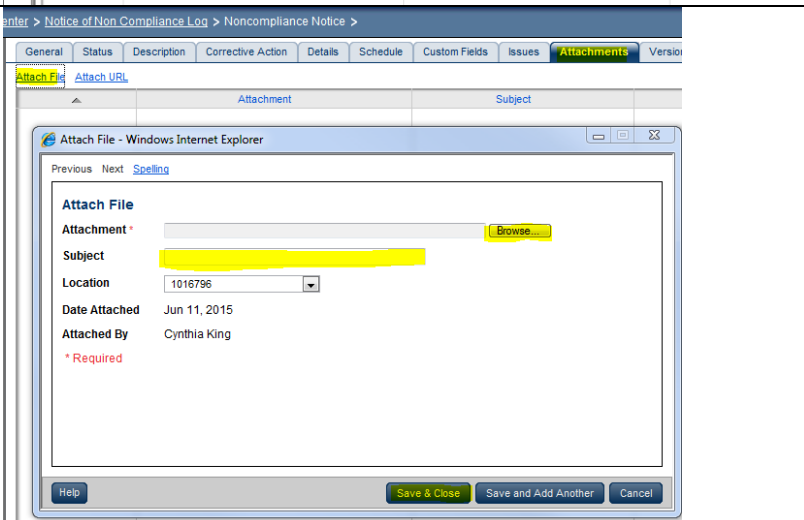 enter > Notice of Non Compliance Log > Noncompliance Notice >
General Status Description Corrective Action Details Schedule Custom Fields Issues Attachments Version
Attach File Attach URL
Attachment Subject
Attach File - Windows Internet Explorer
Previous Next Spelling
Attach File
Attachment * Browse...
Subject
Location 1016796
Date Attached Jun 11, 2015
Attached By Cynthia King
* Required
Help Save & Close Save and Add Another Cancel